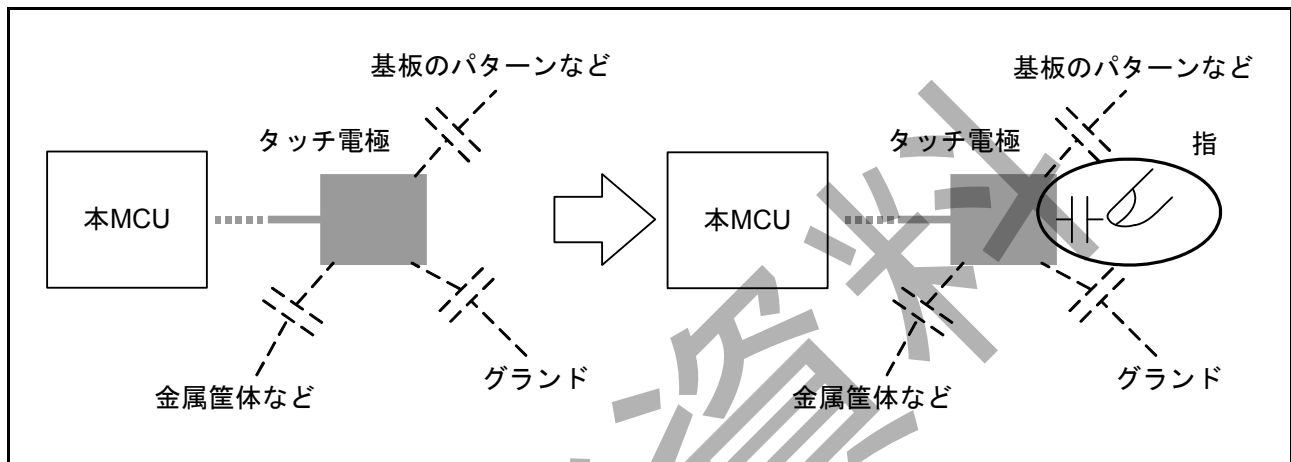 基板のパターンなど
タッチ電極
本MCU
金属筐体など
グランド
基板のパターンなど
タッチ電極
指
本MCU
金属筐体など
グランド
資料